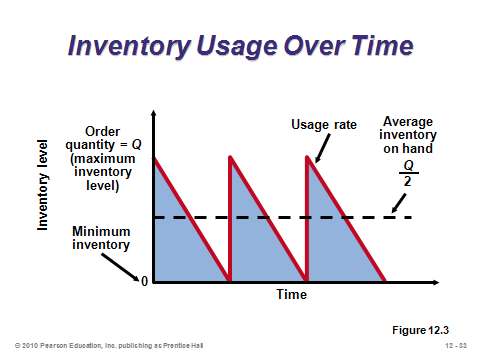 Inventory Usage Over Time
Order
quantity = Q
(maximum
inventory
level)
Usage rate
Average
inventory
on hand
Q
2
Inventory level
Minimum
inventory
0
Time
Figure 12.3
© 2010 Pearson Education, Inc. publishing as Prentice Hall
12 - 33